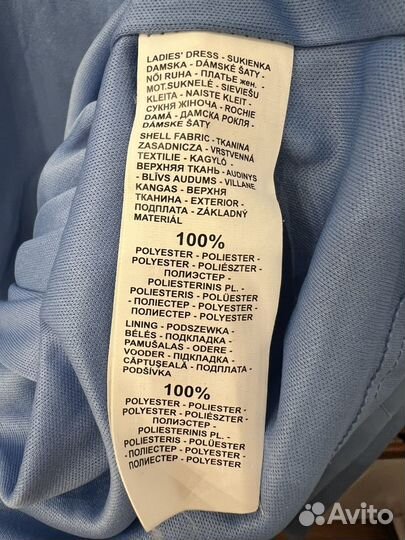 LADIES' DRESS - SUKIENKA
DAMSKA - DÁMSKÉ ŠATY -
NŐI RUHA - ПЛАТЬЕ жен. -
MOT.SUKNELĖ - SIEVIEŠU
KLEITA - NAISTE KLEIT -
СУКНЯ ЖІНОЧА - ROCHIE
DAMĂ - ДАМСКА РОКЛЯ -
DÁMSKE ŠATY
SHELL FABRIC - TKANINA
ZASADNICZA - VRSTVENNÁ
TEXTILIE - KAGYLÓ -
ВЕРХНЯЯ ТКАНЬ - AUDINYS
- BLĪVS AUDUMS - VILLANE
KANGAS - ВЕРХНЯ
ТКАНИНА - EXTERIOR -
ПОДПЛАТА - ZÁKLADNÝ
MATERIÁL
100%
POLYESTER - POLIESTER -
POLYESTER - POLIÉSZTER -
ПОЛИЭСТЕР -
POLIESTERINIS PL. -
POLIESTERIS - POLÜESTER
- ПОЛІЕСТЕР - POLIESTER
- ПОЛИЕСТЕР - POLYESTER
LINING - PODSZEWKA -
BÉLÉS - ПОДКЛАДКА -
PAMUŠALAS - ODERE -
VOODER - ПІДКЛАДКА -
CĂPTUȘEALĂ - ПОДПЛАТА -
PODŠÍVKA
100%
POLYESTER - POLIESTER -
POLYESTER - POLIÉSZTER -
ПОЛИЭСТЕР -
POLIESTERINIS PL. -
POLIESTERIS - POLÜESTER
- ПОЛІЕСТЕР - POLIESTER
- ПОЛИЕСТЕР - POLYESTER
Avito